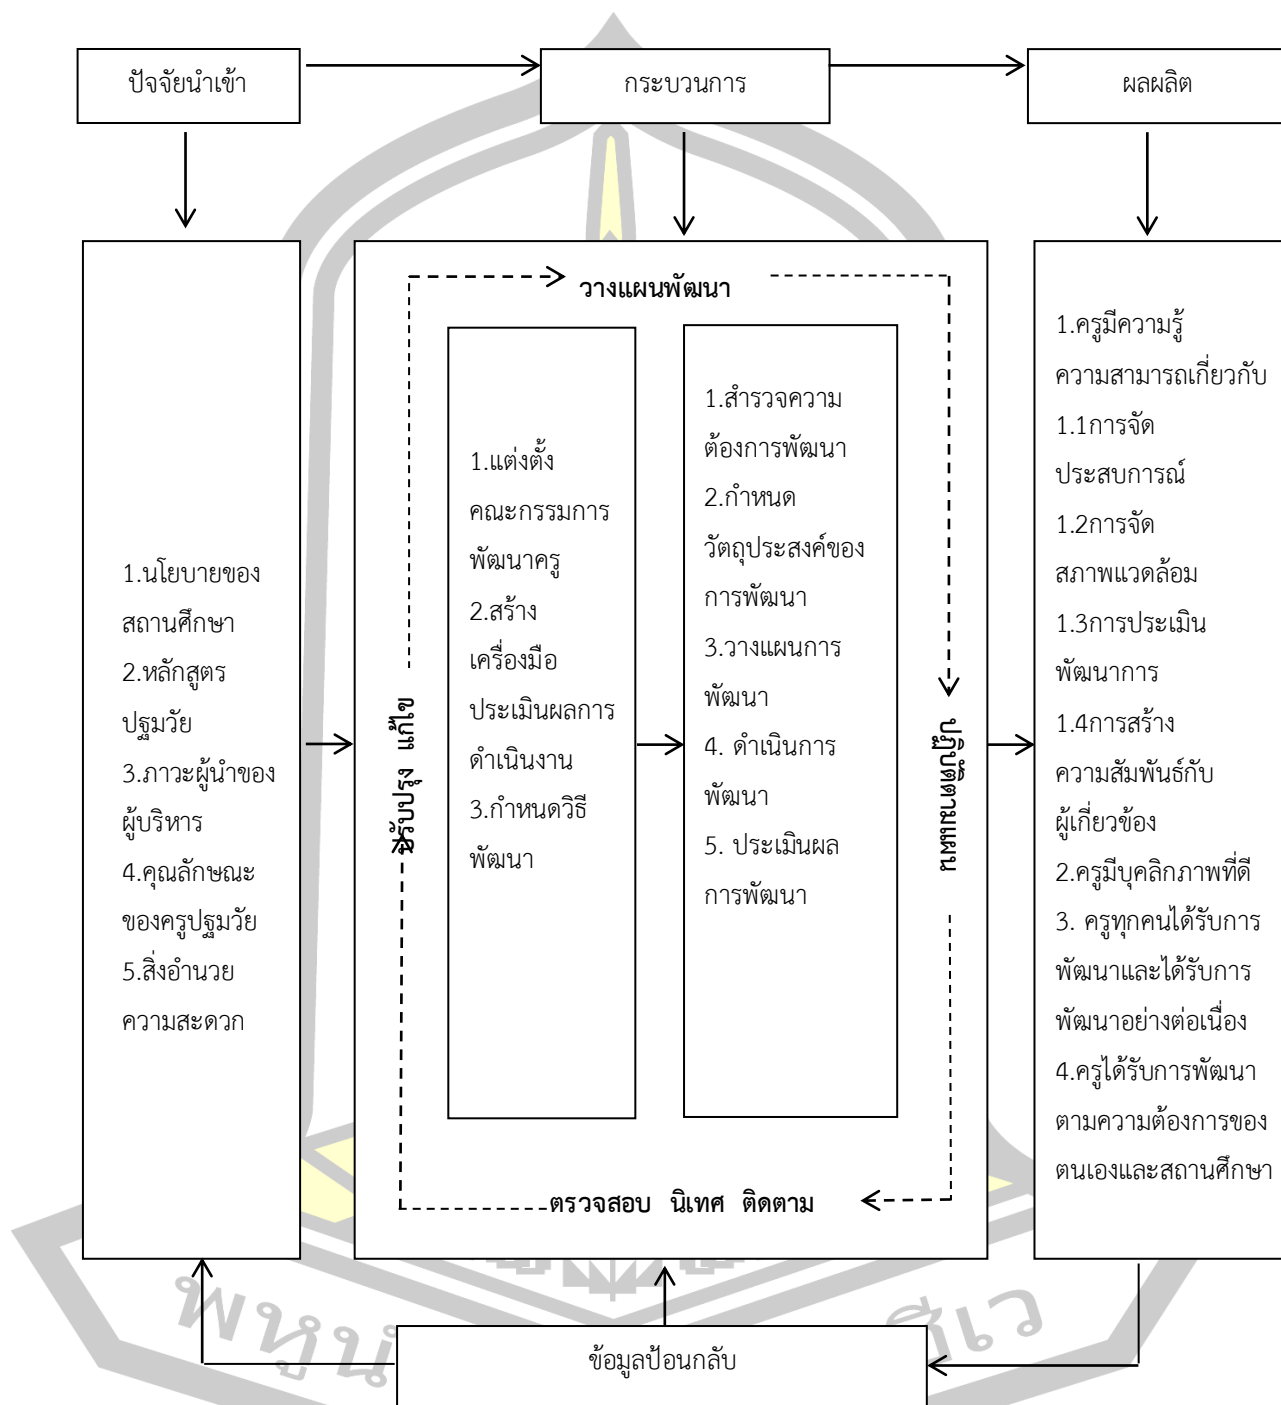 ปัจจัยนำเข้า
กระบวนการ
ผลผลิต
1.นโยบายของ
สถานศึกษา
2.หลักสูตร
ปฐมวัย
3.ภาวะผู้นำของ
ผู้บริหาร
4.คุณลักษณะ
ของครูปฐมวัย
5.สิ่งอำนวย
ความสะดวก
วางแผนพัฒนา
ปรับปรุง แก้ไข
1.แต่งตั้ง
คณะกรรมการ
พัฒนาครู
2.สร้าง
เครื่องมือ
ประเมินผลการ
ดำเนินงาน
3.กำหนดวิธี
พัฒนา
1.สำรวจความ
ต้องการพัฒนา
2.กำหนด
วัตถุประสงค์ของ
การพัฒนา
3.วางแผนการ
พัฒนา
4. ดำเนินการ
พัฒนา
5. ประเมินผล
การพัฒนา
ปฏิบัติตามแผน
ตรวจสอบ นิเทศ ติดตาม
1.ครูมีความรู้
ความสามารถเกี่ยวกับ
1.1การจัด
ประสบการณ์
1.2การจัด
สภาพแวดล้อม
1.3การประเมิน
พัฒนาการ
1.4การสร้าง
ความสัมพันธ์กับ
ผู้เกี่ยวข้อง
2.ครูมีบุคลิกภาพที่ดี
3. ครูทุกคนได้รับการ
พัฒนาและได้รับการ
พัฒนาอย่างต่อเนื่อง
4.ครูได้รับการพัฒนา
ตามความต้องการของ
ตนเองและสถานศึกษา
ข้อมูลป้อนกลับ